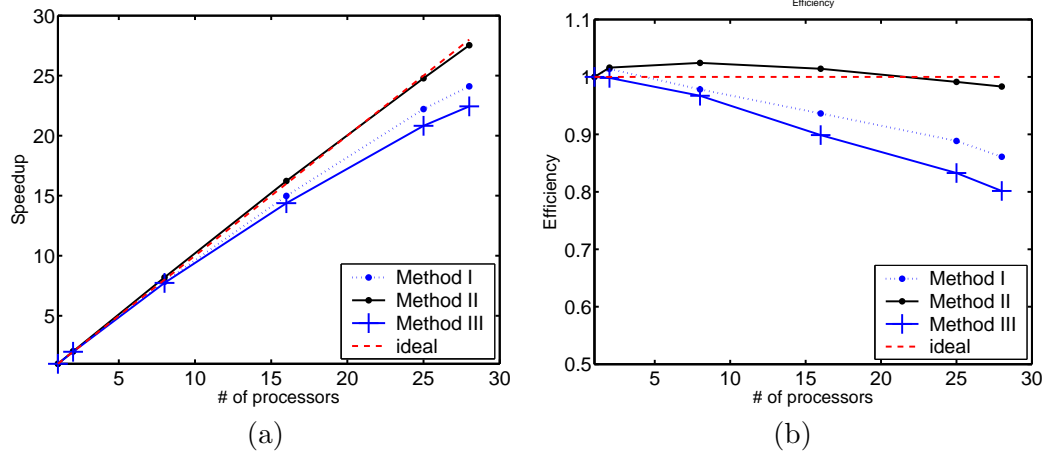 30
25
20
15
10
5
Speedup
5
10
15
20
25
30
# of processors
Method I
Method II
Method III
ideal
(a)
Efficiency
1.1
1
0.9
0.8
0.7
0.6
0.5
Efficiency
5
10
15
20
25
30
# of processors
Method I
Method II
Method III
ideal
(b)